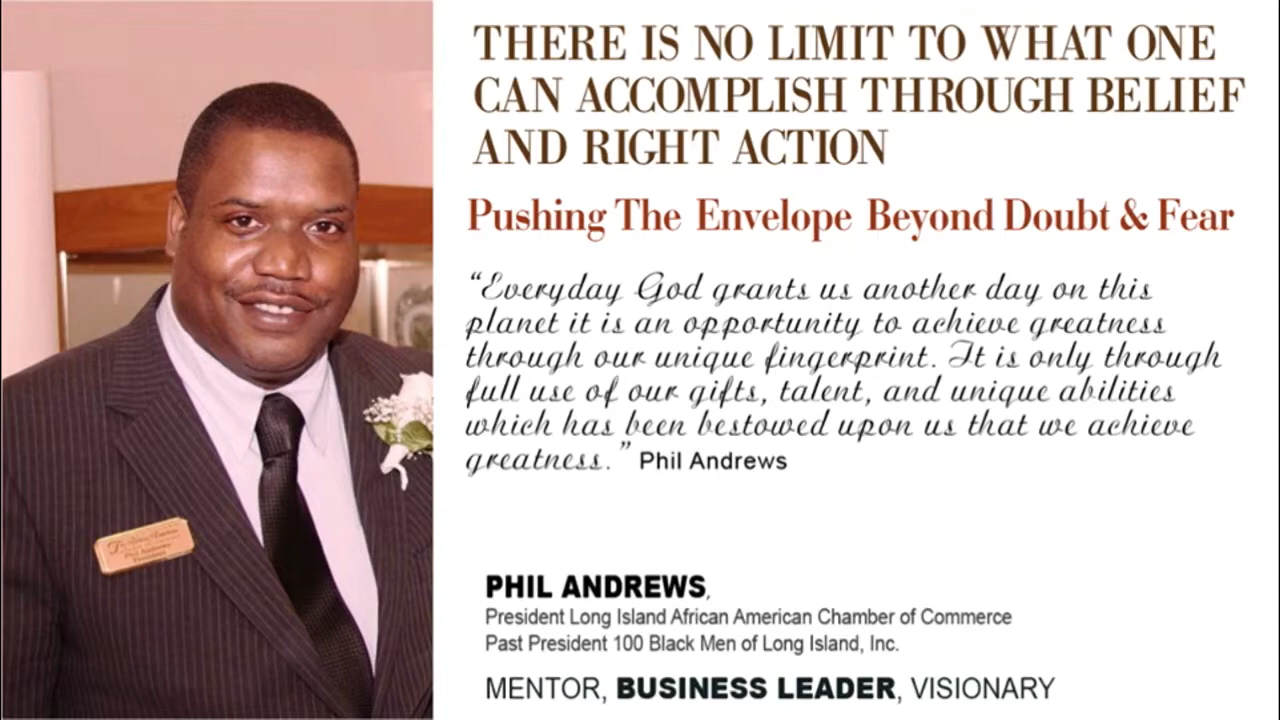 THERE IS NO LIMIT TO WHAT ONE
CAN ACCOMPLISH THROUGH BELIEF
AND RIGHT ACTION
Pushing The Envelope Beyond Doubt & Fear
“Everyday God grants us another day on this
planet it is an opportunity to achieve greatness
through our unique fingerprint. It is only through
full use of our gifts, talent, and unique abilities
which has been bestowed upon us that we achieve
greatness.” Phil Andrews
Phil Andrews
President
PHIL ANDREWS,
President Long Island African American Chamber of Commerce
Past President 100 Black Men of Long Island, Inc.
MENTOR, BUSINESS LEADER, VISIONARY